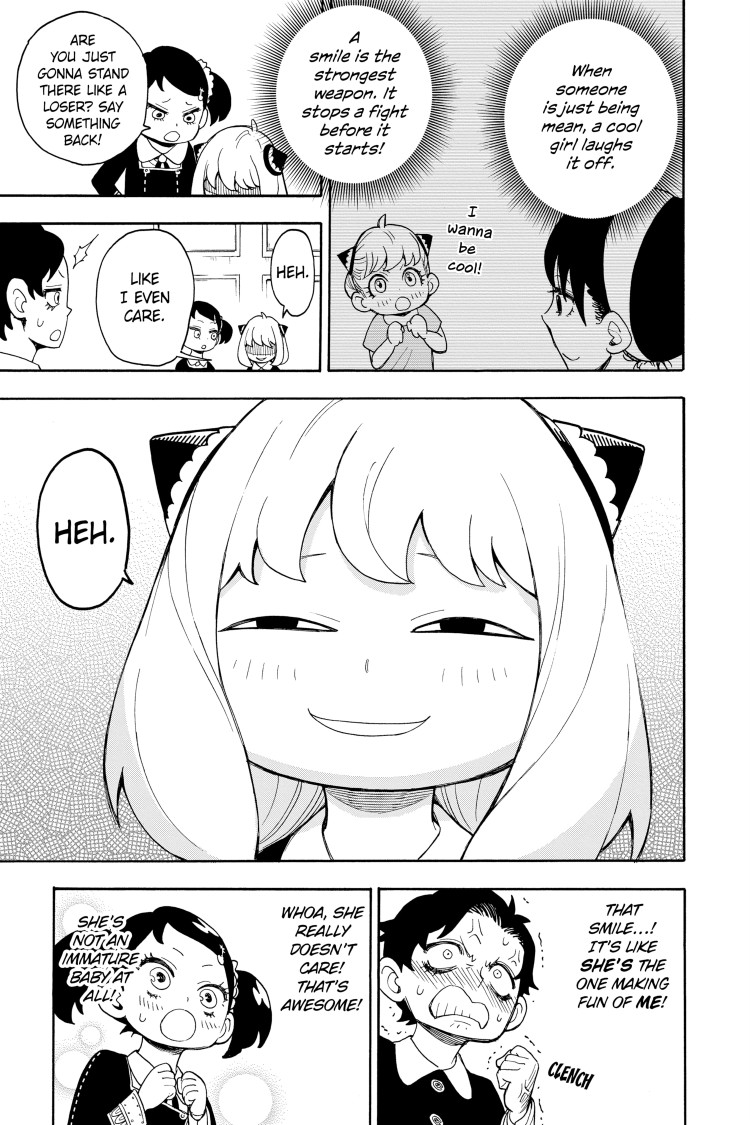 When
someone
is just being
mean, a cool
girl laughs
it off.
A
smile is the
strongest
weapon. It
stops a fight
before it
starts!
I
wanna
be
cool!
ARE
YOU JUST
GONNA STAND
THERE LIKE A
LOSER? SAY
SOMETHING
BACK!
HEH.
LIKE
I EVEN
CARE.
HEH.
THAT
SMILE...!
IT'S LIKE
SHE'S THE
ONE MAKING
FUN OF ME!
CLENCH
WHOA, SHE
REALLY
DOESN'T
CARE!
THAT'S
AWESOME!
SHE'S
NOT AN
IMMATURE
BABY AT
ALL!